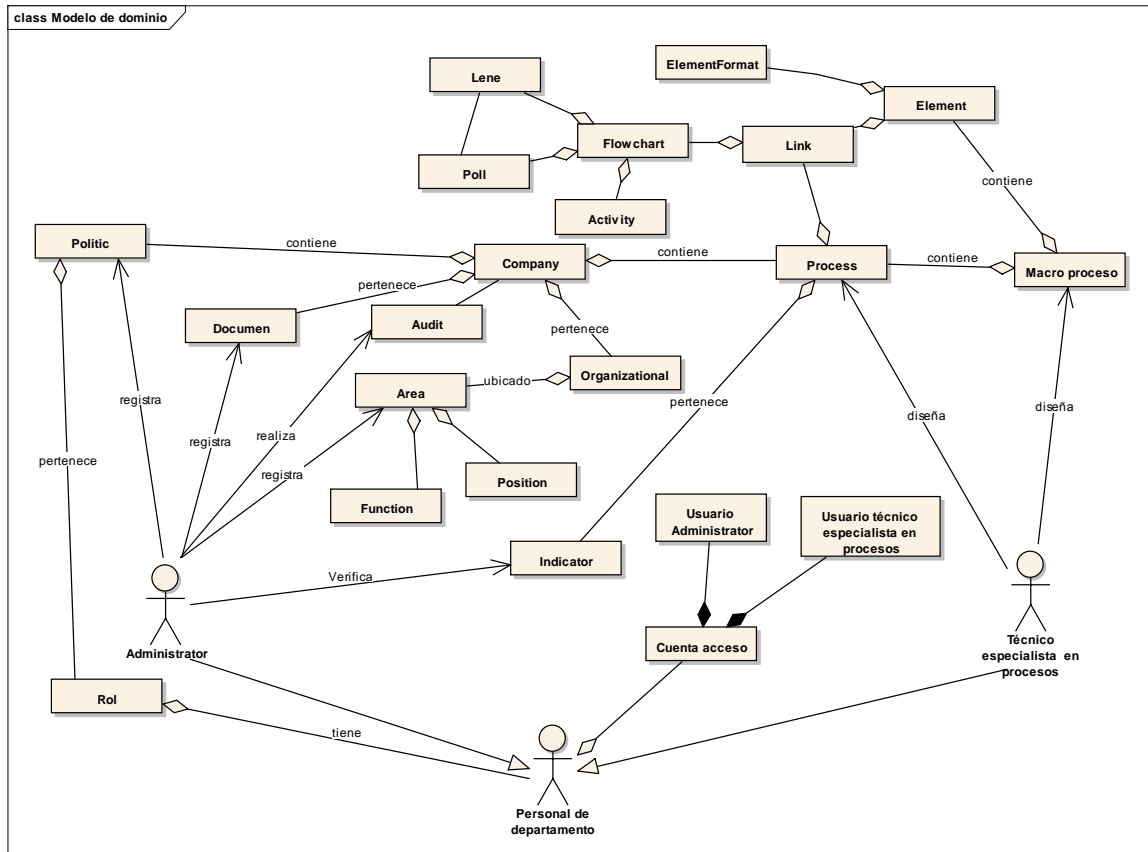 class Modelo de dominio
ElementFormat
Lene
Element
Flowchart
Link
Poll
contiene
Activity
Politic
contiene
Company
contiene
Process
contiene
Macro proceso
pertenece
Documen
Audit
pertenece
Organizational
ubicado
Area
registra
pertenece
diseña
diseña
registra
realiza
pertenece
registra
Position
Function
Usuario
Administrator
Usuario técnico
especialista en
procesos
Indicator
Verifica
Administrator
Cuenta acceso
Técnico
especialista en
procesos
Rol
tiene
Personal de
departamento